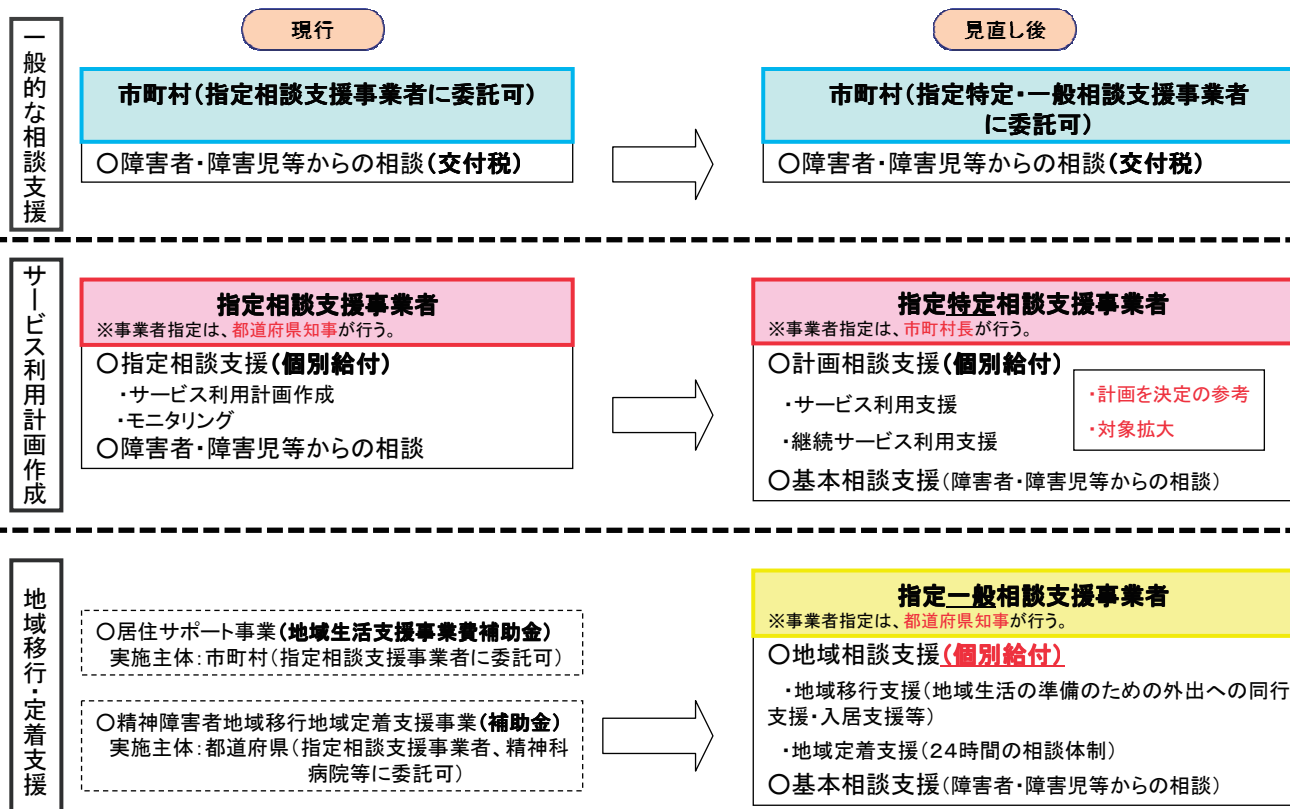 現行
見直し後
一般的な相談支援
市町村(指定相談支援事業者に委託可)
○障害者・障害児等からの相談(交付税)
市町村(指定特定・一般相談支援事業者
に委託可)
○障害者・障害児等からの相談(交付税)
サービス利用計画作成
指定相談支援事業者
※事業者指定は、都道府県知事が行う。
○指定相談支援(個別給付)
・サービス利用計画作成
・モニタリング
○障害者・障害児等からの相談
指定特定相談支援事業者
※事業者指定は、市町村長が行う。
○計画相談支援(個別給付)
・サービス利用支援
・継続サービス利用支援
・計画を決定の参考
・対象拡大
○基本相談支援(障害者・障害児等からの相談)
地域移行・定着支援
○居住サポート事業(地域生活支援事業費補助金)
実施主体:市町村(指定相談支援事業者に委託可)
○精神障害者地域移行地域定着支援事業(補助金)
実施主体:都道府県(指定相談支援事業者、精神科
病院等に委託可)
指定一般相談支援事業者
※事業者指定は、都道府県知事が行う。
○地域相談支援(個別給付)
・地域移行支援(地域生活の準備のための外出への同行
支援・入居支援等)
・地域定着支援(24時間の相談体制)
○基本相談支援(障害者・障害児等からの相談)